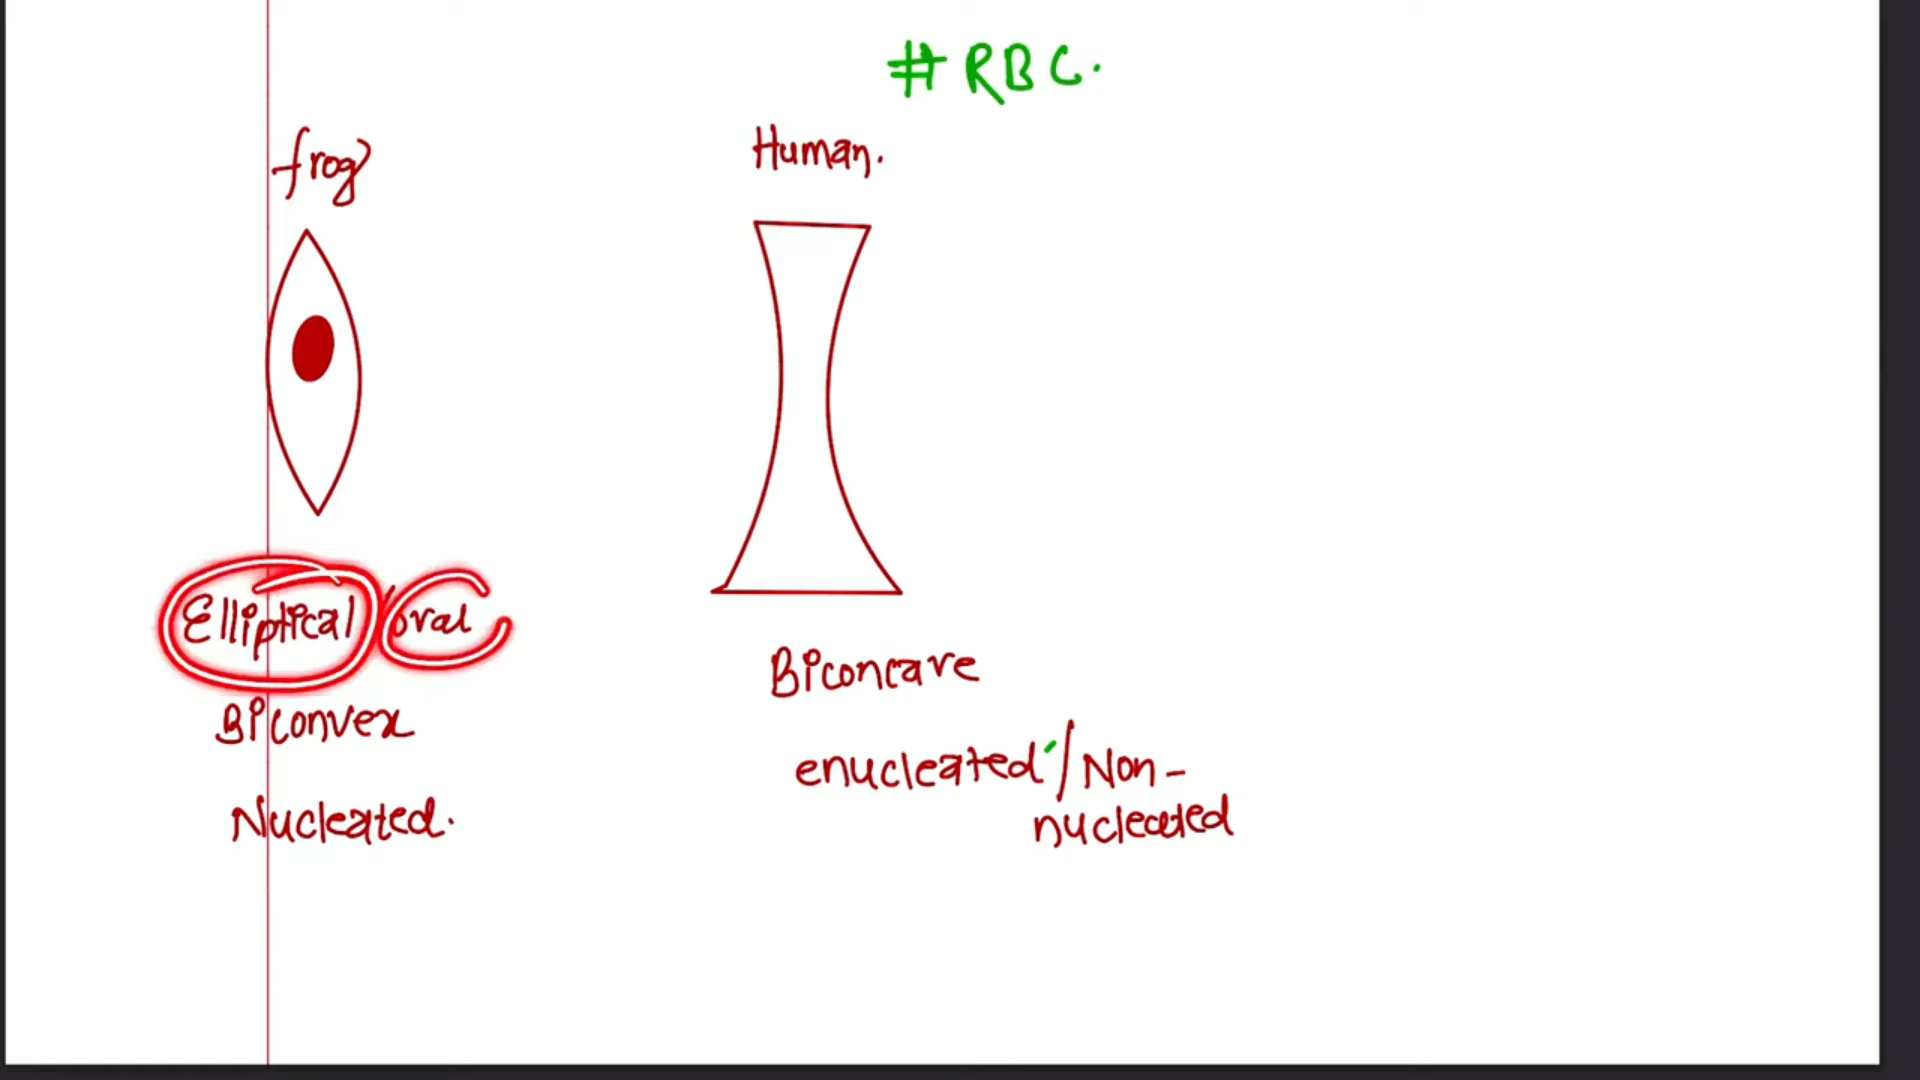 # RBC.
frog
Human.
Elliptical/oval
Biconcave
Biconvex
enucleated/Non-
nucleated
Nucleated.